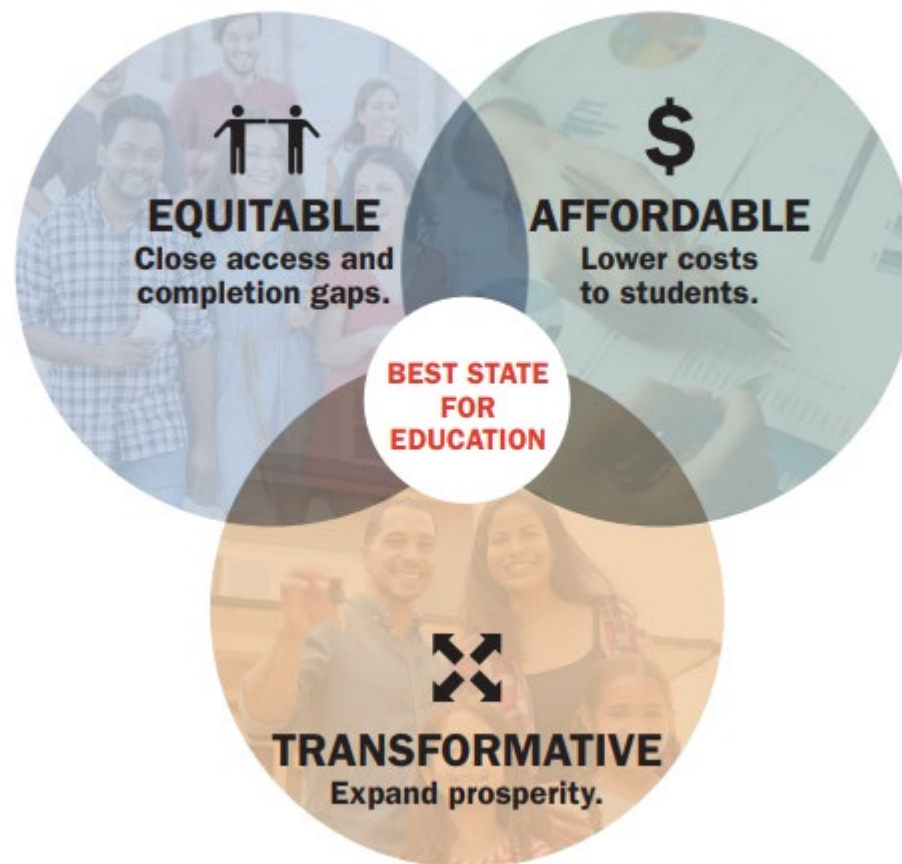 EQUITABLE
Close access and
completion gaps.
$
AFFORDABLE
Lower costs
to students.
BEST STATE
FOR
EDUCATION
TRANSFORMATIVE
Expand prosperity.